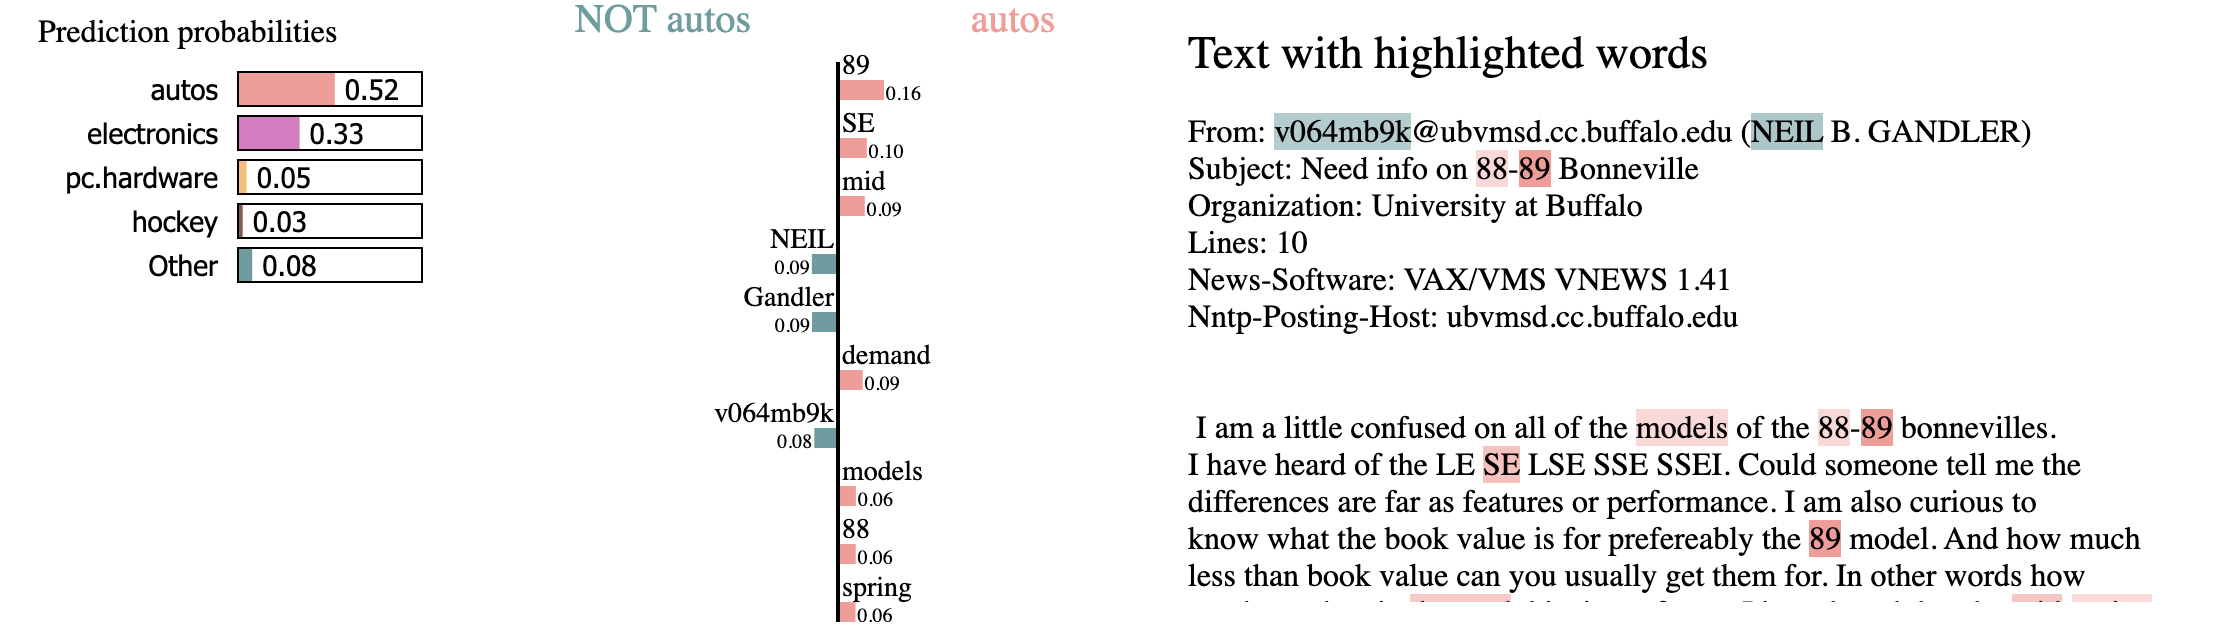 Prediction probabilities
autos 0.52
electronics 0.33
pc.hardware 0.05
hockey 0.03
Other 0.08
NOT autos autos
89
0.16
SE
0.10
mid
0.09
NEIL
0.09
Gandler
0.09
demand
0.09
v064mb9k
0.08
models
0.06
88
0.06
spring
0.06
Text with highlighted words
From: v064mb9k@ubvmsd.cc.buffalo.edu (NEIL B. GANDLER)
Subject: Need info on 88-89 Bonneville
Organization: University at Buffalo
Lines: 10
News-Software: VAX/VMS VNEWS 1.41
Nntp-Posting-Host: ubvmsd.cc.buffalo.edu
I am a little confused on all of the models of the 88-89 bonnevilles.
I have heard of the LE SE LSE SSE SSEI. Could someone tell me the
differences are far as features or performance. I am also curious to
know what the book value is for prefereably the 89 model. And how much
less than book value can you usually get them for. In other words how